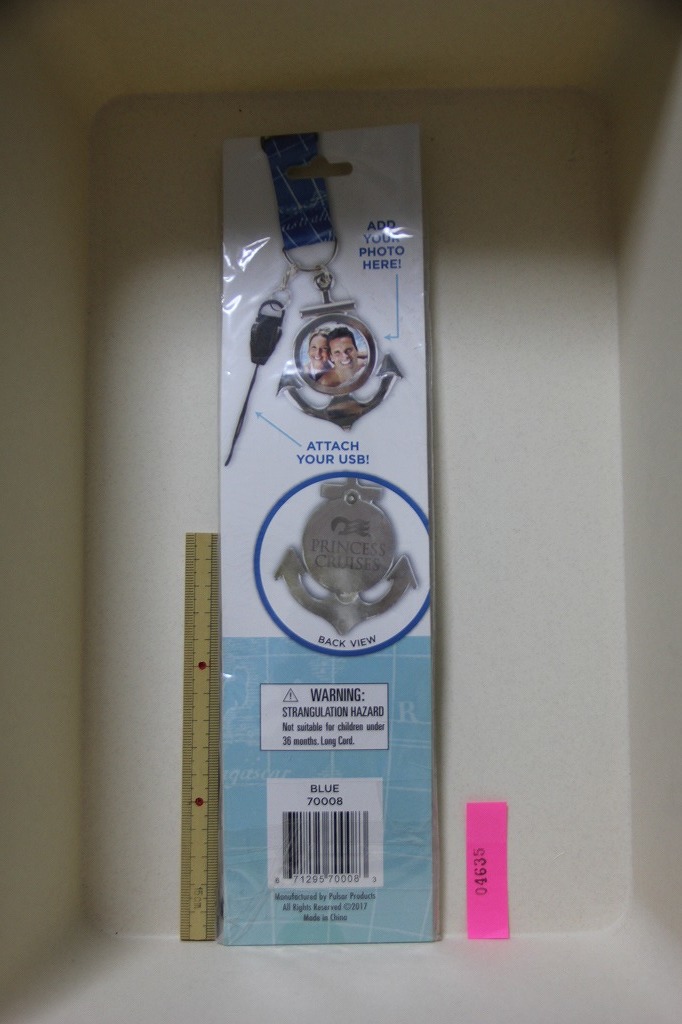 ustralia
ADD
YOUR
PHOTO
HERE!
ATTACH
YOUR USB!
PRINCESS
CRUISES
BACK VIEW
WARNING:
STRANGULATION HAZARD
Not suitable for children under
36 months. Long Cord.
R
agascar
BLUE
70008
6 71295 70008 3
Manufactured by Pulsar Products
All Rights Reserved ©2017
Made in China
04635